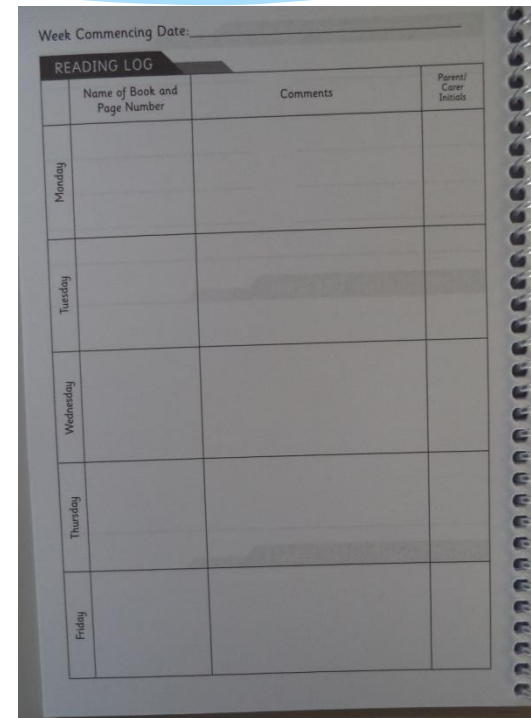 Week Commencing Date:
READING LOG
Name of Book and
Page Number
Comments
Parent/
Carer
Initials
Monday
Tuesday
Wednesday
Thursday
Friday